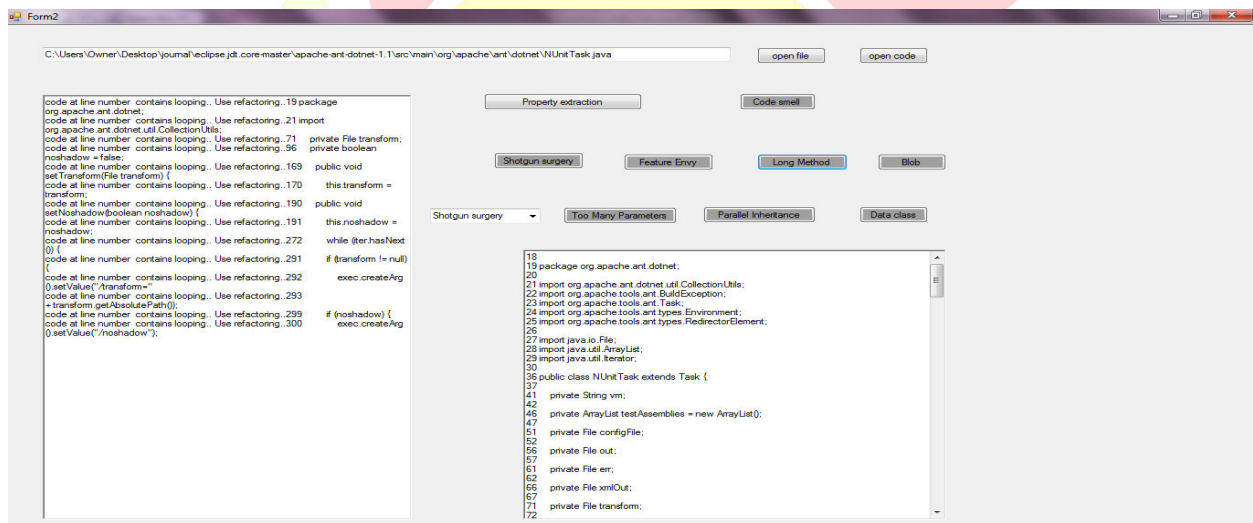 Form2
C:\Users\Owner\Desktop\journal\eclipse.jdt.core-master\apache-ant-dotnet-1.1\src\main\org\apache\ant\dotnet\NUnitTask.java
open file
open code
code at line number contains looping.. Use refactoring..19 package
org.apache.ant.dotnet;
code at line number contains looping.. Use refactoring..21 import
org.apache.ant.dotnet.util.CollectionUtils;
code at line number contains looping.. Use refactoring..71 private File transform;
code at line number contains looping.. Use refactoring..96 private boolean
noshadow = false;
code at line number contains looping.. Use refactoring..169 public void
setTransform(File transform) {
code at line number contains looping.. Use refactoring..170 this.transform =
transform;
code at line number contains looping.. Use refactoring..190 public void
setNoshadow(boolean noshadow) {
code at line number contains looping.. Use refactoring..191 this.noshadow =
noshadow;
code at line number contains looping.. Use refactoring..272 while (iter.hasNext
()) {
code at line number contains looping.. Use refactoring..291 if (transform != null)
{
code at line number contains looping.. Use refactoring..292 exec.createArg
().setValue("/transform="
code at line number contains looping.. Use refactoring..293
+ transform.getAbsolutePath());
code at line number contains looping.. Use refactoring..299 if (noshadow) {
code at line number contains looping.. Use refactoring..300 exec.createArg
().setValue("/noshadow");
Property extraction
Code smell
Shotgun surgery
Feature Envy
Long Method
Blob
Shotgun surgery
Too Many Parameters
Parallel Inheritance
Data class
18
19 package org.apache.ant.dotnet;
20
21 import org.apache.ant.dotnet.util.CollectionUtils;
22 import org.apache.tools.ant.BuildException;
23 import org.apache.tools.ant.Task;
24 import org.apache.tools.ant.types.Environment;
25 import org.apache.tools.ant.types.RedirectorElement;
26
27 import java.io.File;
28 import java.util.ArrayList;
29 import java.util.Iterator;
30
36 public class NUnitTask extends Task {
37
41 private String vm;
42
46 private ArrayList testAssemblies = new ArrayList();
47
51 private File configFile;
52
56 private File out;
57
61 private File err;
62
66 private File xmlOut;
67
71 private File transform;
72